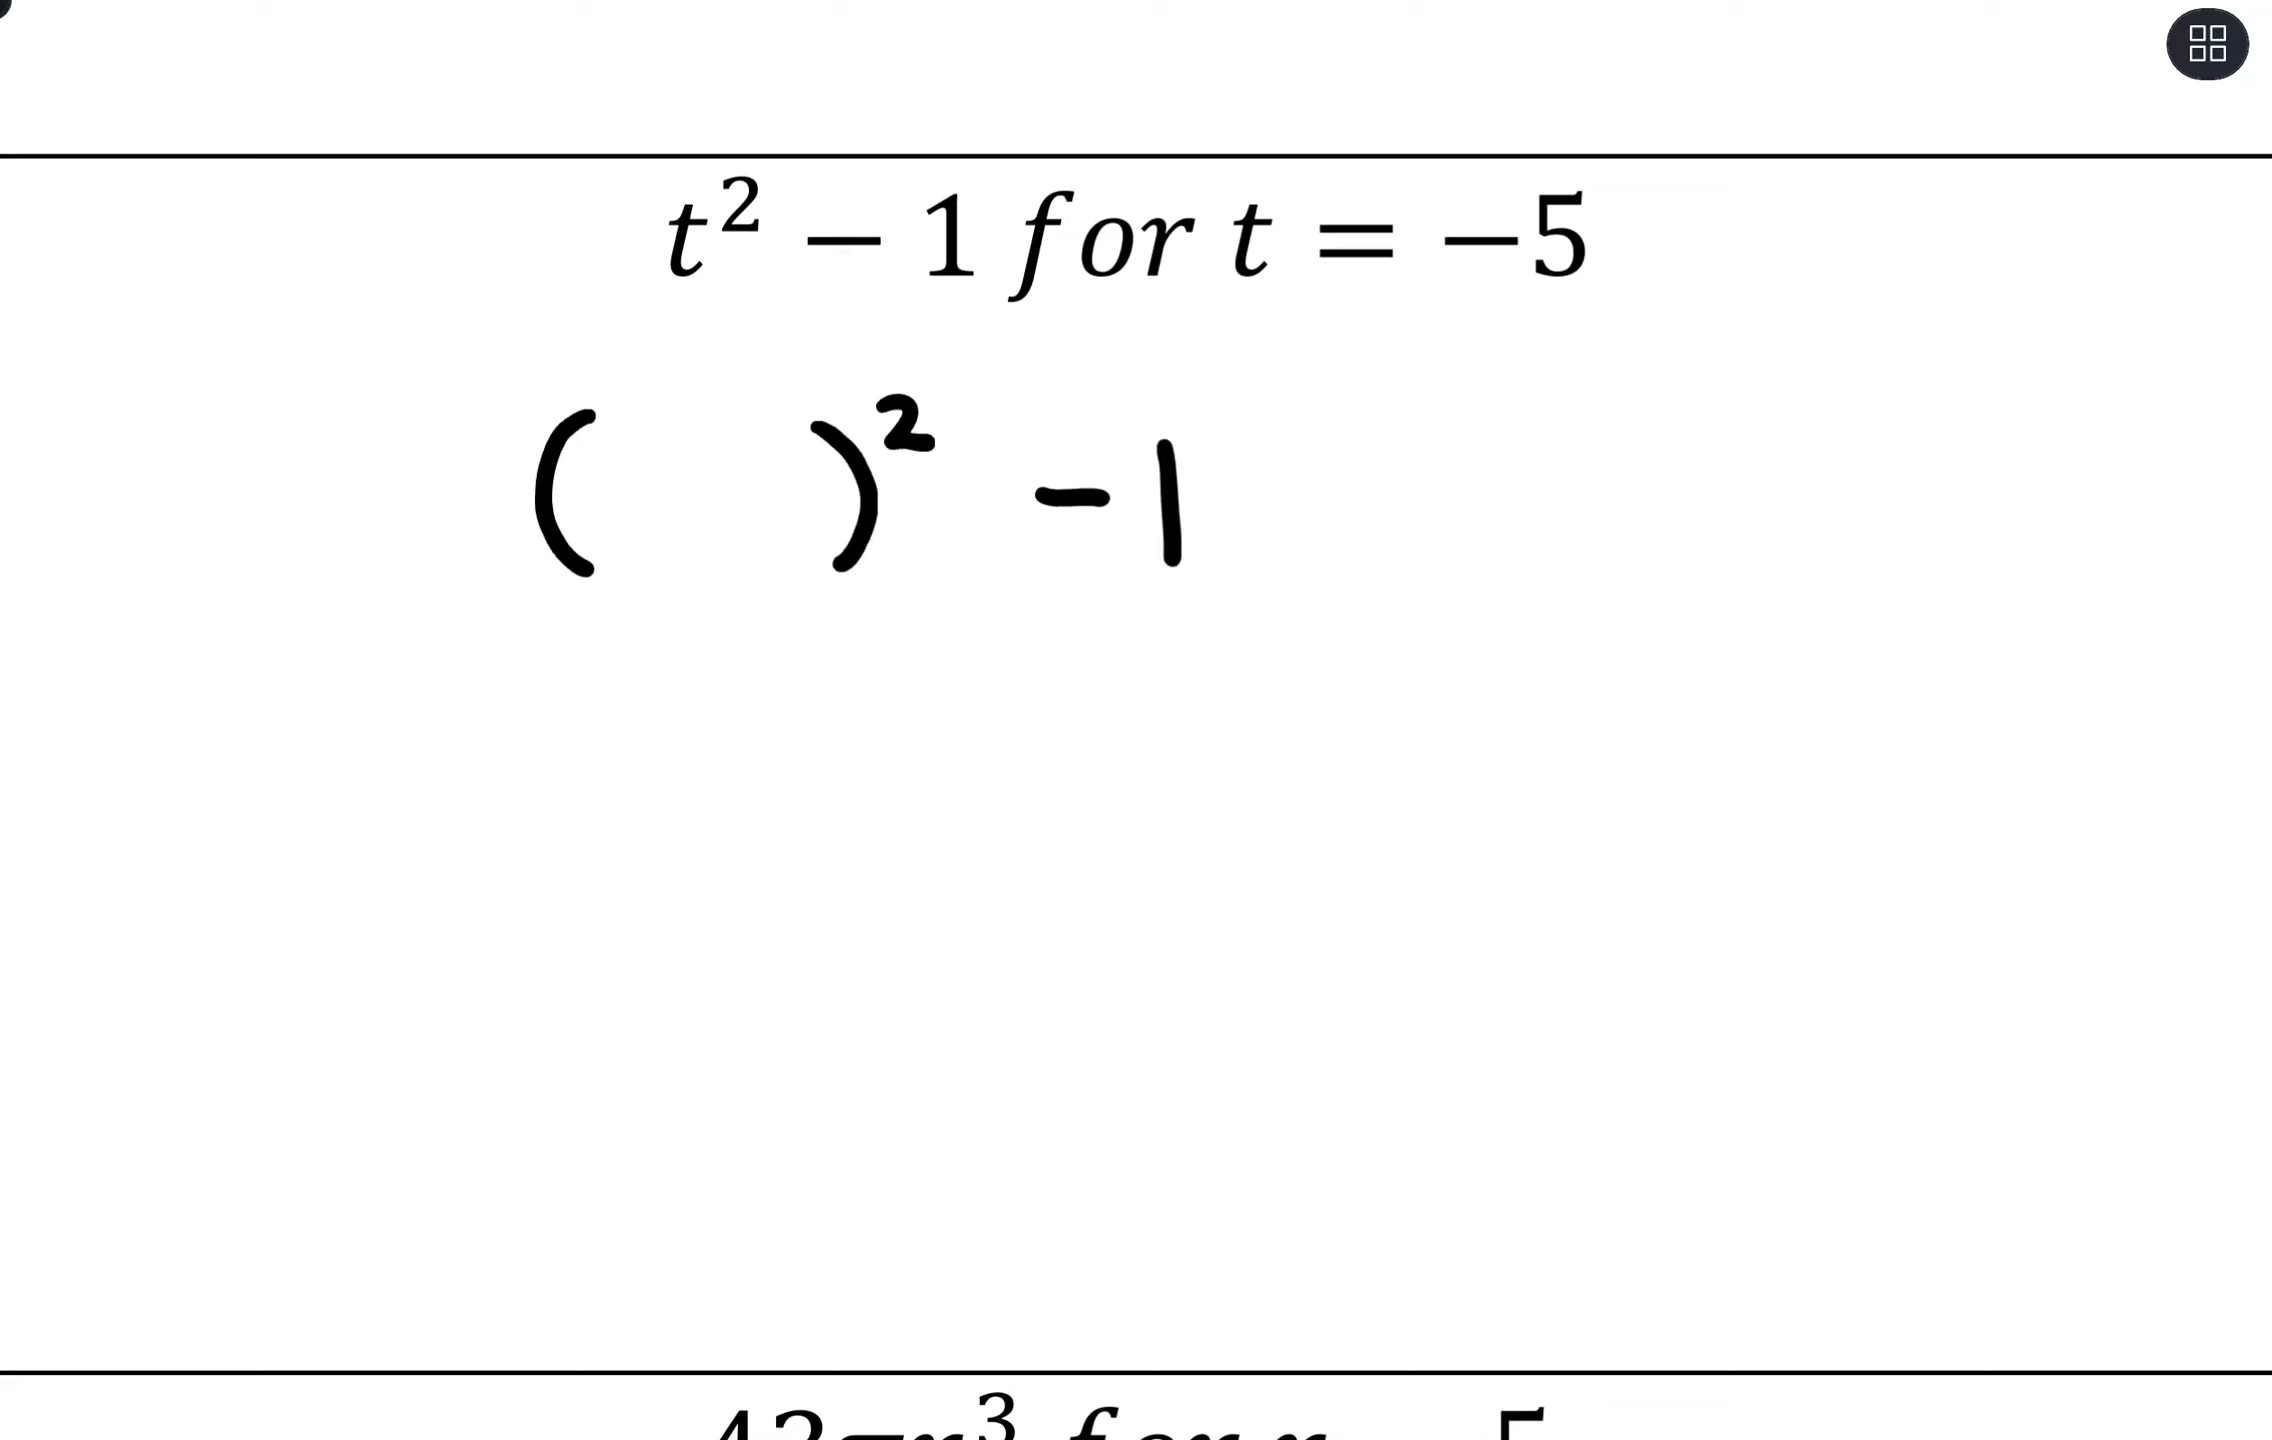 t² − 1 for t = −5
( )² - 1